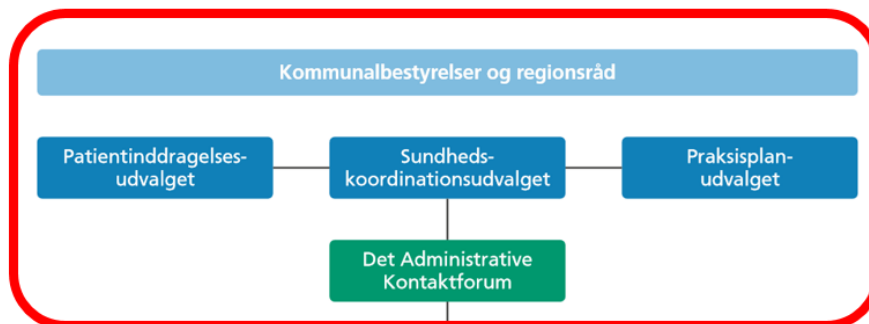 Kommunalbestyrelser og regionsråd
Patientinddragelses-
udvalget
Sundheds-
koordinationsudvalget
Praksisplan-
udvalget
Det Administrative
Kontaktforum